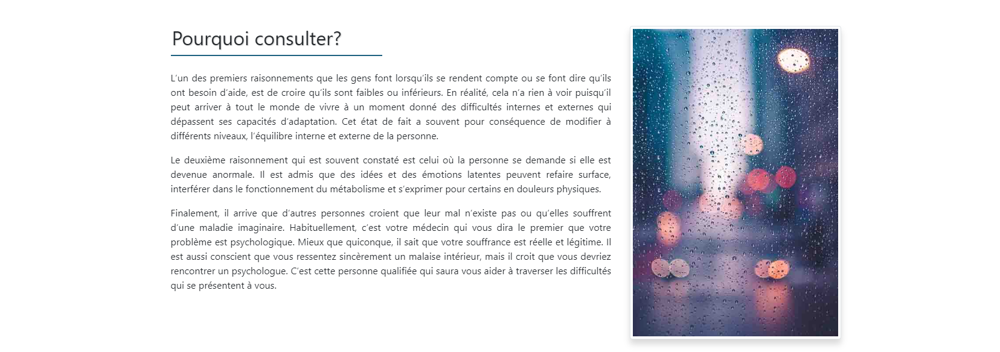 Pourquoi consulter?
L'un des premiers raisonnements que les gens font lorsqu'ils se rendent compte ou se font dire qu'ils
ont besoin d'aide, est de croire qu'ils sont faibles ou inférieurs. En réalité, cela n'a rien à voir puisqu'il
peut arriver à tout le monde de vivre à un moment donné des difficultés internes et externes qui
dépassent ses capacités d'adaptation. Cet état de fait a souvent pour conséquence de modifier à
différents niveaux, l'équilibre interne et externe de la personne.
Le deuxième raisonnement qui est souvent constaté est celui où la personne se demande si elle est
devenue anormale. Il est admis que des idées et des émotions latentes peuvent refaire surface,
interférer dans le fonctionnement du métabolisme et s'exprimer pour certains en douleurs physiques.
Finalement, il arrive que d'autres personnes croient que leur mal n'existe pas ou qu'elles souffrent
d'une maladie imaginaire. Habituellement, c'est votre médecin qui vous dira le premier que votre
problème est psychologique. Mieux que quiconque, il sait que votre souffrance est réelle et légitime. Il
est aussi conscient que vous ressentez sincèrement un malaise intérieur, mais il croit que vous devriez
rencontrer un psychologue. C'est cette personne qualifiée qui saura vous aider à traverser les difficultés
qui se présentent à vous.